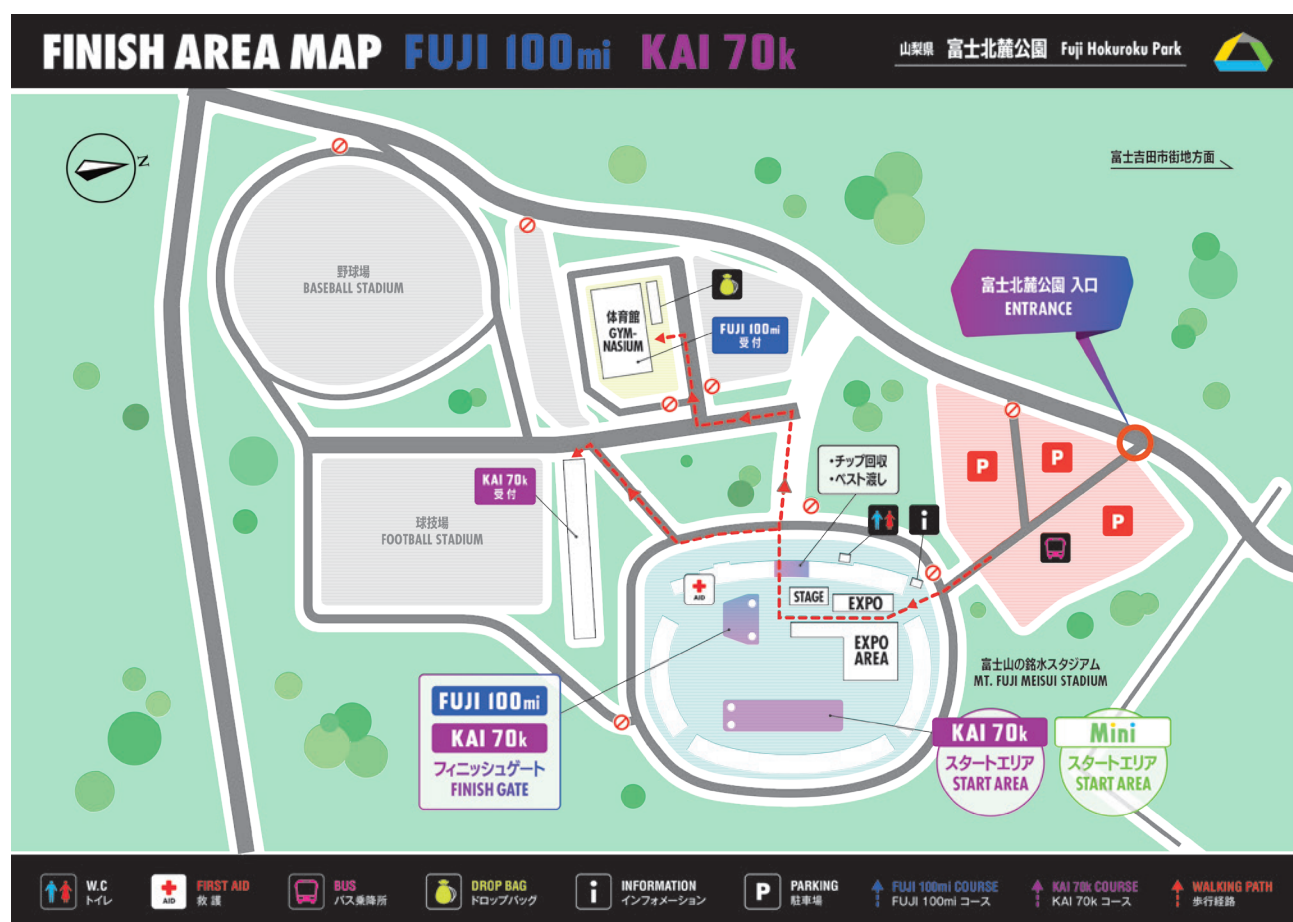 FINISH AREA MAP FUJI 100mi KAI 70k
山梨県 富士北麓公園 Fuji Hokuroku Park
N
富士吉田市街地方面
野球場
BASEBALL STADIUM
富士北麓公園 入口
ENTRANCE
体育館
GYM-
NASIUM
FUJI 100mi
受付
・チップ回収
・ベスト渡し
P
P
P
KAI 70k
受付
球技場
FOOTBALL STADIUM
i
AID
STAGE
EXPO
EXPO
AREA
富士山の銘水スタジアム
MT. FUJI MEISUI STADIUM
FUJI 100mi
KAI 70k
フィニッシュゲート
FINISH GATE
KAI 70k
スタートエリア
START AREA
Mini
スタートエリア
START AREA
W.C
トイレ
AID
FIRST AID
救護
BUS
バス乗降所
DROP BAG
ドロップバッグ
i
INFORMATION
インフォメーション
P
PARKING
駐車場
FUJI 100mi COURSE
FUJI 100mi コース
KAI 70k COURSE
KAI 70k コース
WALKING PATH
歩行経路